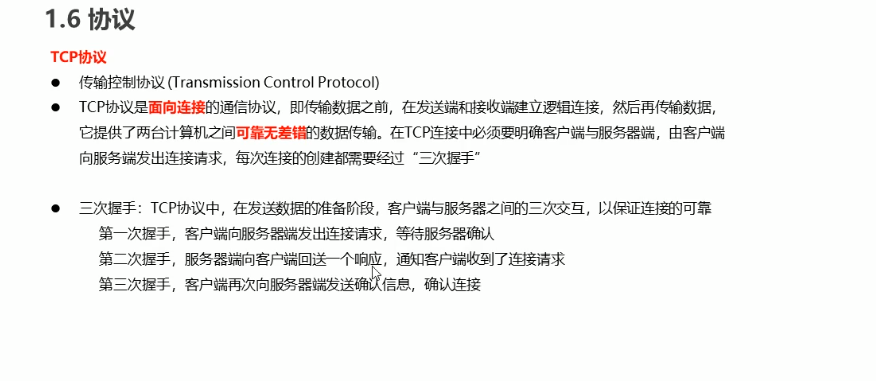 1.6 协议
TCP协议
● 传输控制协议 (Transmission Control Protocol)
● TCP协议是面向连接的通信协议，即传输数据之前，在发送端和接收端建立逻辑连接，然后再传输数据，
它提供了两台计算机之间可靠无差错的数据传输。在TCP连接中必须要明确客户端与服务器端，由客户端
向服务端发出连接请求，每次连接的创建都需要经过“三次握手”
● 三次握手：TCP协议中，在发送数据的准备阶段，客户端与服务器之间的三次交互，以保证连接的可靠
第一次握手，客户端向服务器端发出连接请求，等待服务器确认
第二次握手，服务器端向客户端回送一个响应，通知客户端收到了连接请求
第三次握手，客户端再次向服务器端发送确认信息，确认连接